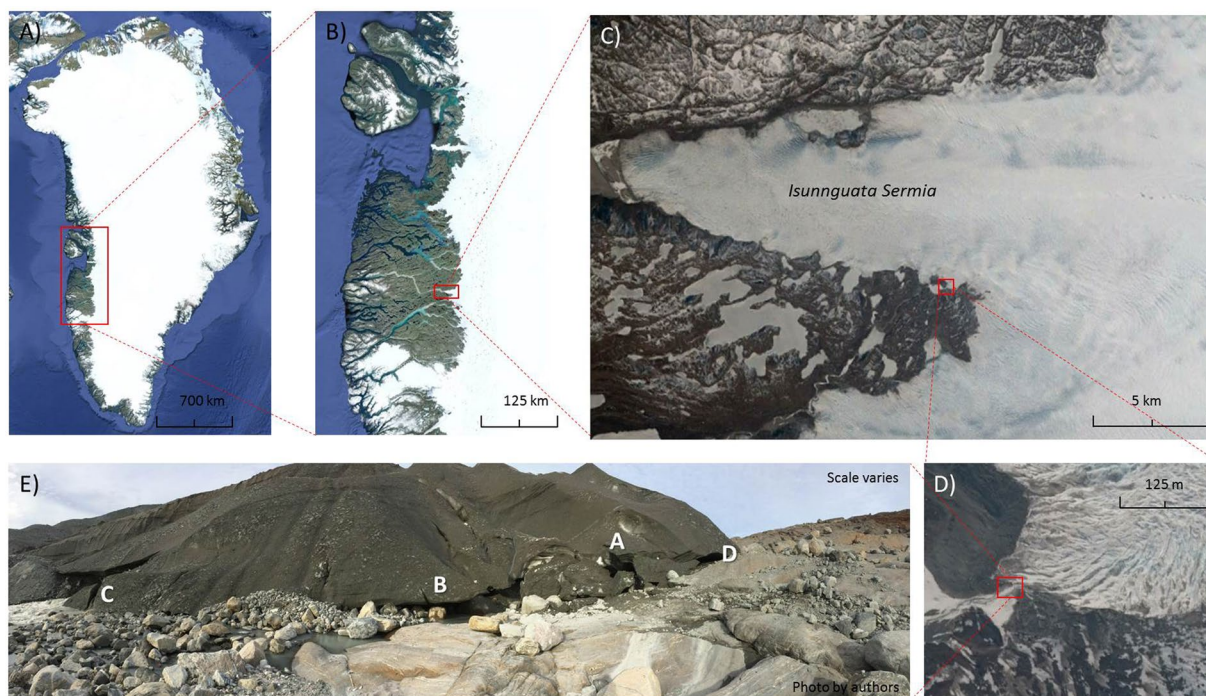 A)
700 km
B)
125 km
C)
Isunnguata Sermia
5 km
D)
125 m
E)
Scale varies
A
D
B
C
Photo by authors